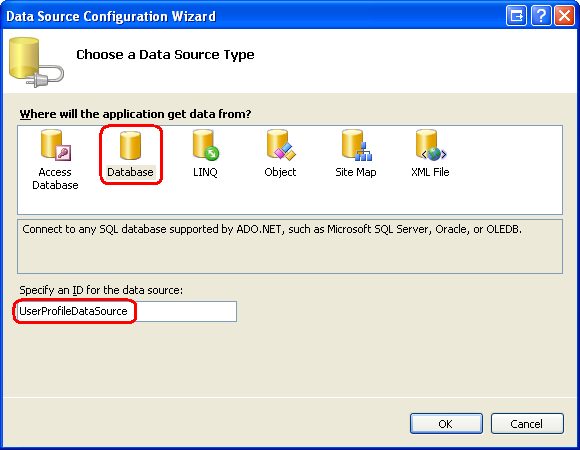 Data Source Configuration Wizard
Choose a Data Source Type
Where will the application get data from?
Access
Database
Database
LINQ
Object
Site Map
XML File
Connect to any SQL database supported by ADO.NET, such as Microsoft SQL Server, Oracle, or OLEDB.
Specify an ID for the data source:
UserProfileDataSource
OK
Cancel